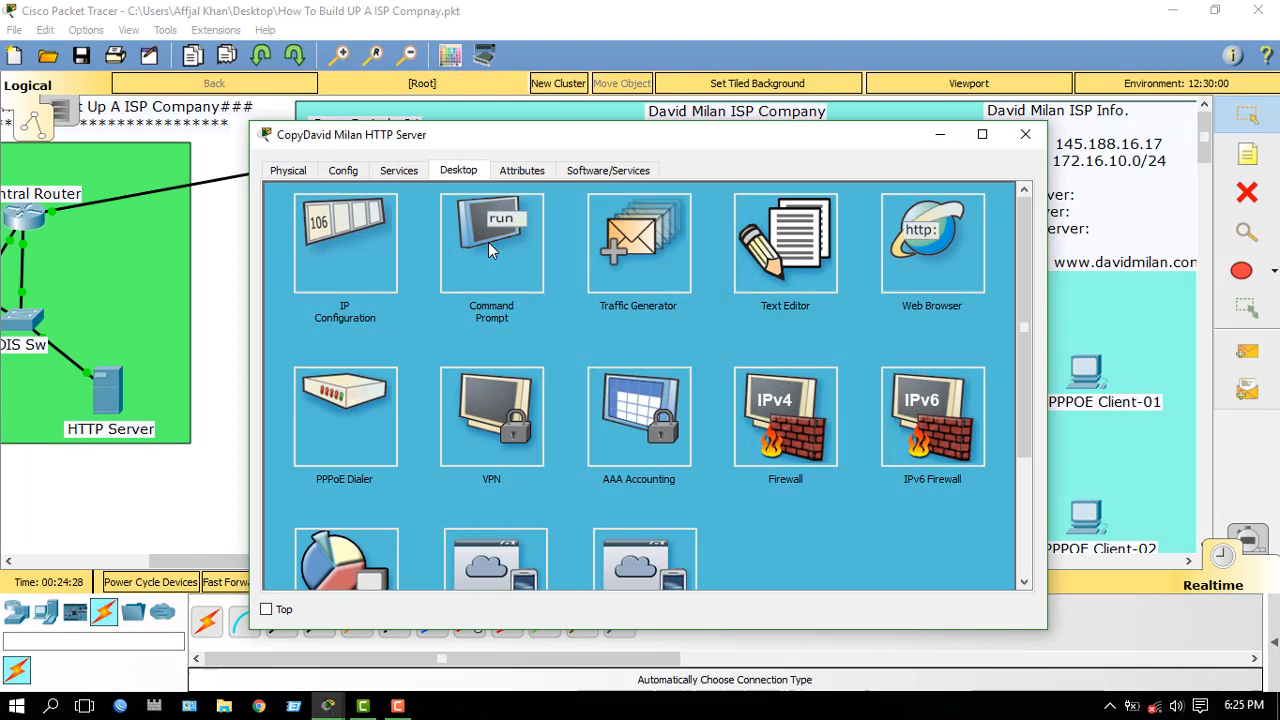 Cisco Packet Tracer - C:\Users\Affjal Khan\Desktop\How To Build UP A ISP Compnay.pkt
File Edit Options View Tools Extensions Help
Logical Back [Root] New Cluster Move Object Set Tiled Background Viewport Environment: 12:30:00
t Up A ISP Company###
*********************
David Milan ISP Company
David Milan ISP Info.
CopyDavid Milan HTTP Server
145.188.16.17
172.16.10.0/24
Physical Config Services Desktop Attributes Software/Services
ntral Router
rver:
r:
erver:
www.davidmilan.com
106
run
http:
IP
Configuration
Command
Prompt
Traffic Generator
Text Editor
Web Browser
DIS Sw
HTTP Server
IPv4
IPv6
PPPoE Dialer
VPN
AAA Accounting
Firewall
IPv6 Firewall
PPPOE Client-01
PPPOE Client-02
Time: 00:24:28 Power Cycle Devices Fast Forwa
Realtime
Top
Automatically Choose Connection Type
6:25 PM